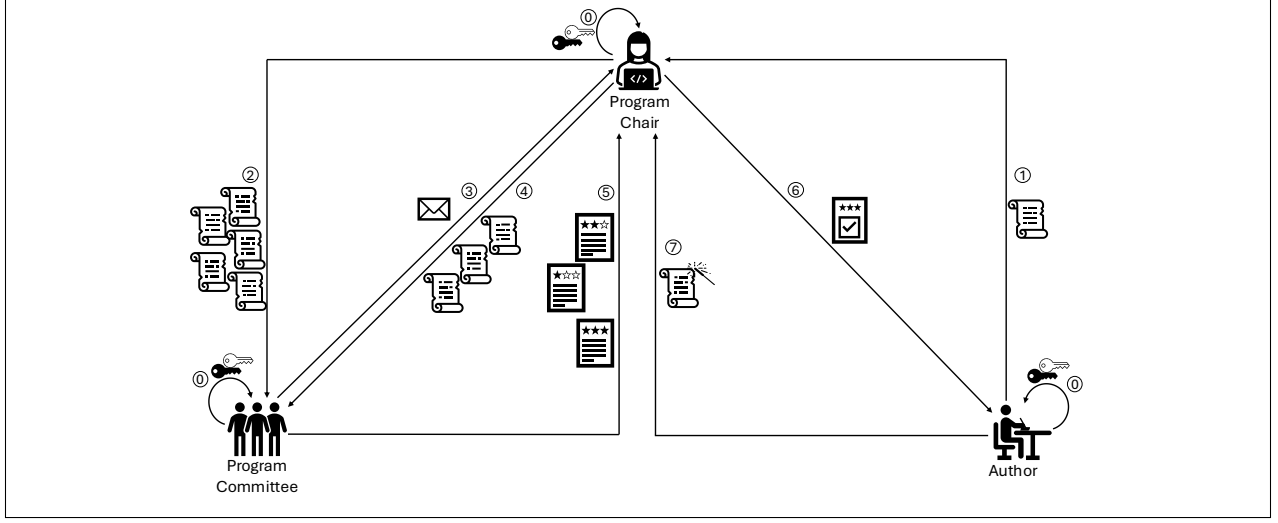 ⓪
</>
Program
Chair
②
③
④
⑤
⑥
①
⑦
⓪
⓪
Program
Committee
Author